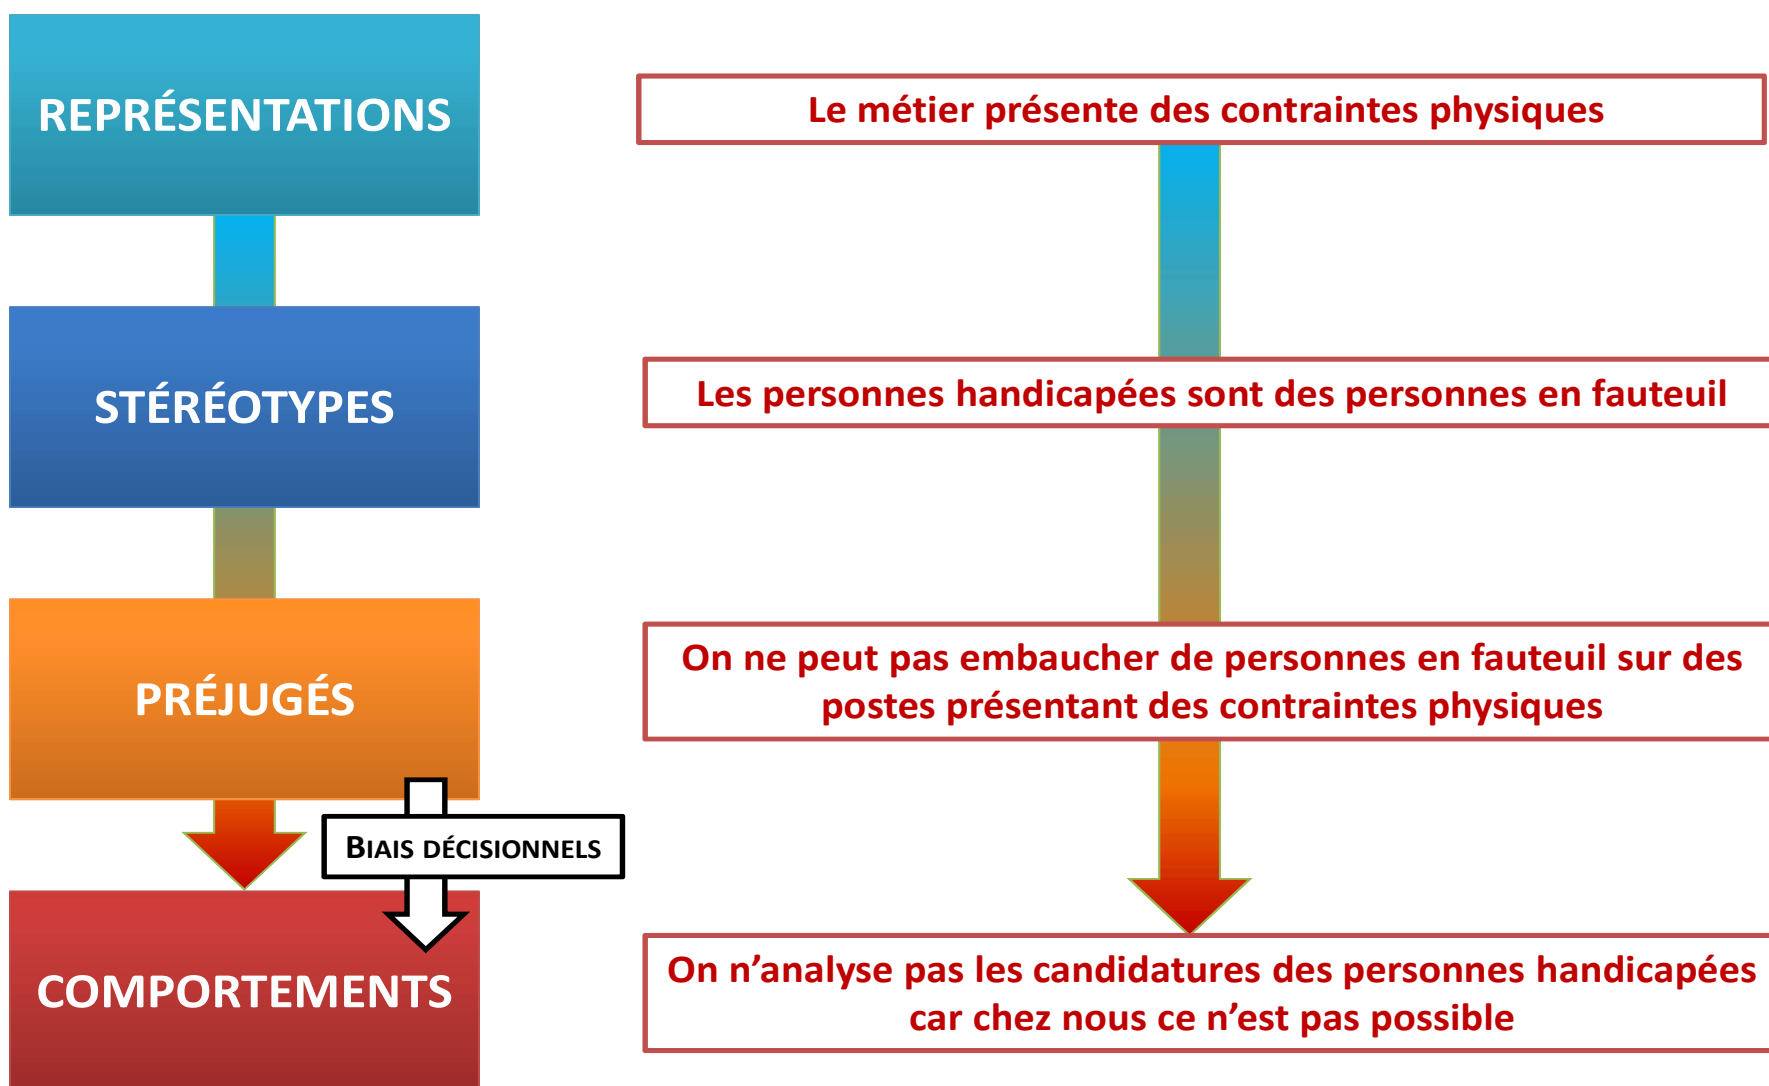 REPRÉSENTATIONS
Le métier présente des contraintes physiques
STÉRÉOTYPES
Les personnes handicapées sont des personnes en fauteuil
PRÉJUGÉS
On ne peut pas embaucher de personnes en fauteuil sur des
postes présentant des contraintes physiques
BIAIS DÉCISIONNELS
COMPORTEMENTS
On n’analyse pas les candidatures des personnes handicapées
car chez nous ce n’est pas possible